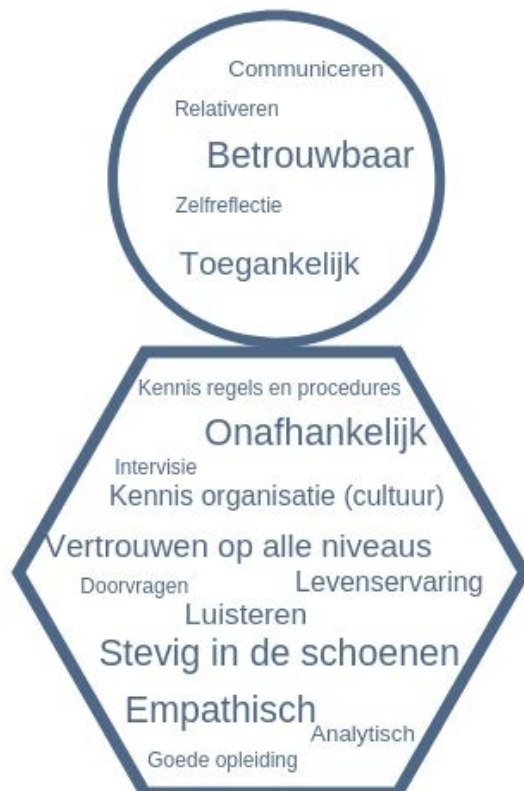 Communiceren
Relativeren
Betrouwbaar
Zelfreflectie
Toegankelijk
Kennis regels en procedures
Onafhankelijk
Intervisie
Kennis organisatie (cultuur)
Vertrouwen op alle niveaus
Doorvragen
Levenservaring
Luisteren
Stevig in de schoenen
Empathisch
Analytisch
Goede opleiding